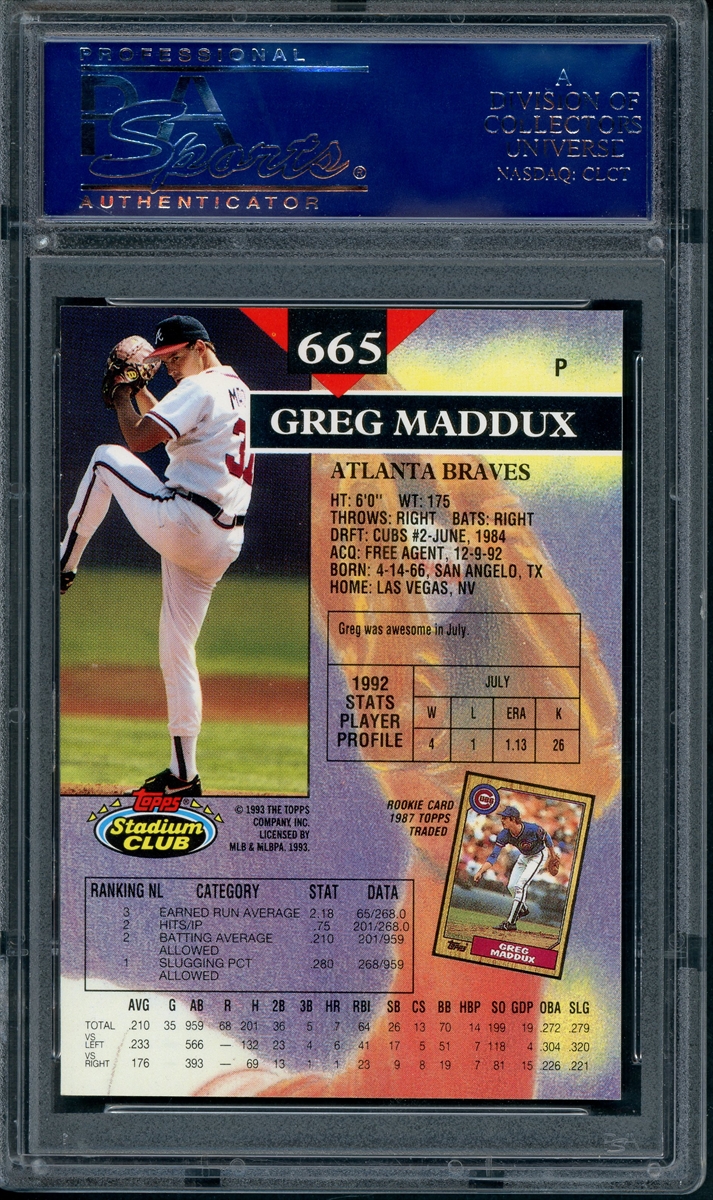 PROFESSIONAL
PSA
Sports®
AUTHENTICATOR
A
DIVISION OF
COLLECTORS
UNIVERSE
NASDAQ: CLCT
665
P
GREG MADDUX
ATLANTA BRAVES
HT: 6'0" WT: 175
THROWS: RIGHT BATS: RIGHT
DRFT: CUBS #2-JUNE, 1984
ACQ: FREE AGENT, 12-9-92
BORN: 4-14-66, SAN ANGELO, TX
HOME: LAS VEGAS, NV
Greg was awesome in July.
1992 STATS PLAYER PROFILE
JULY
W L ERA K
4 1 1.13 26
ROOKIE CARD
1987 TOPPS
TRADED
CUBS
Topps
GREG
MADDUX
Topps®
Stadium
CLUB
© 1993 THE TOPPS
COMPANY, INC.
LICENSED BY
MLB & MLBPA. 1993.
RANKING NL CATEGORY STAT DATA
3 EARNED RUN AVERAGE 2.18 65/268.0
2 HITS/IP .75 201/268.0
2 BATTING AVERAGE .210 201/959
ALLOWED
1 SLUGGING PCT .280 268/959
ALLOWED
AVG G AB R H 2B 3B HR RBI SB CS BB HBP SO GDP OBA SLG
TOTAL .210 35 959 68 201 36 5 7 64 26 13 70 14 199 19 .272 .279
VS LEFT .233 566 — 132 23 4 6 41 17 5 51 7 118 4 .304 .320
VS RIGHT 176 393 — 69 13 1 1 23 9 8 19 7 81 15 .226 .221
PSA